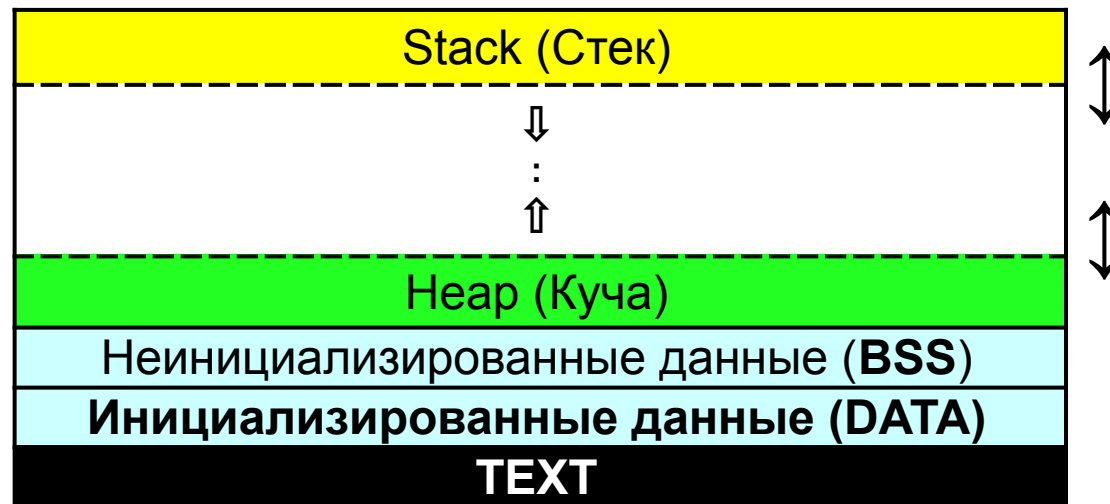 Stack (Стек)
⇩
:
⇧
Heap (Куча)
Неинициализированные данные (BSS)
Инициализированные данные (DATA)
TEXT